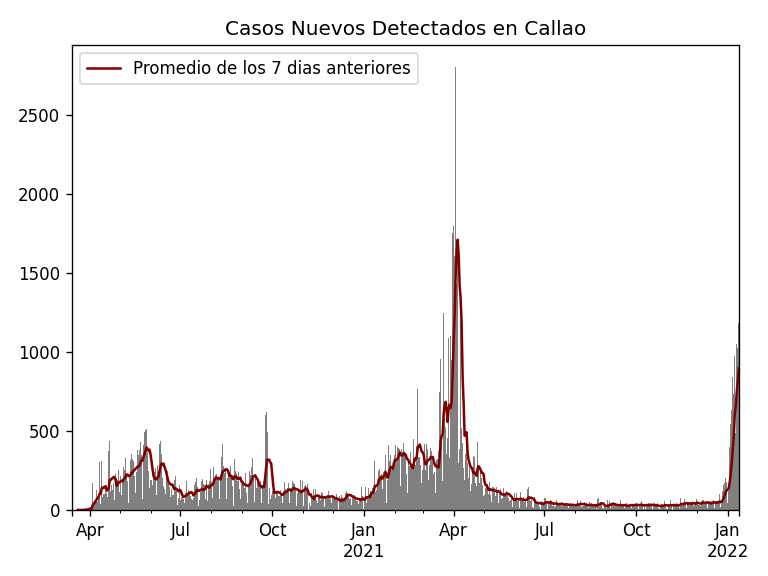 Casos Nuevos Detectados en Callao
Promedio de los 7 dias anteriores
2500
2000
1500
1000
500
0
Apr Jul Oct Jan Apr Jul Oct Jan
2021 2022